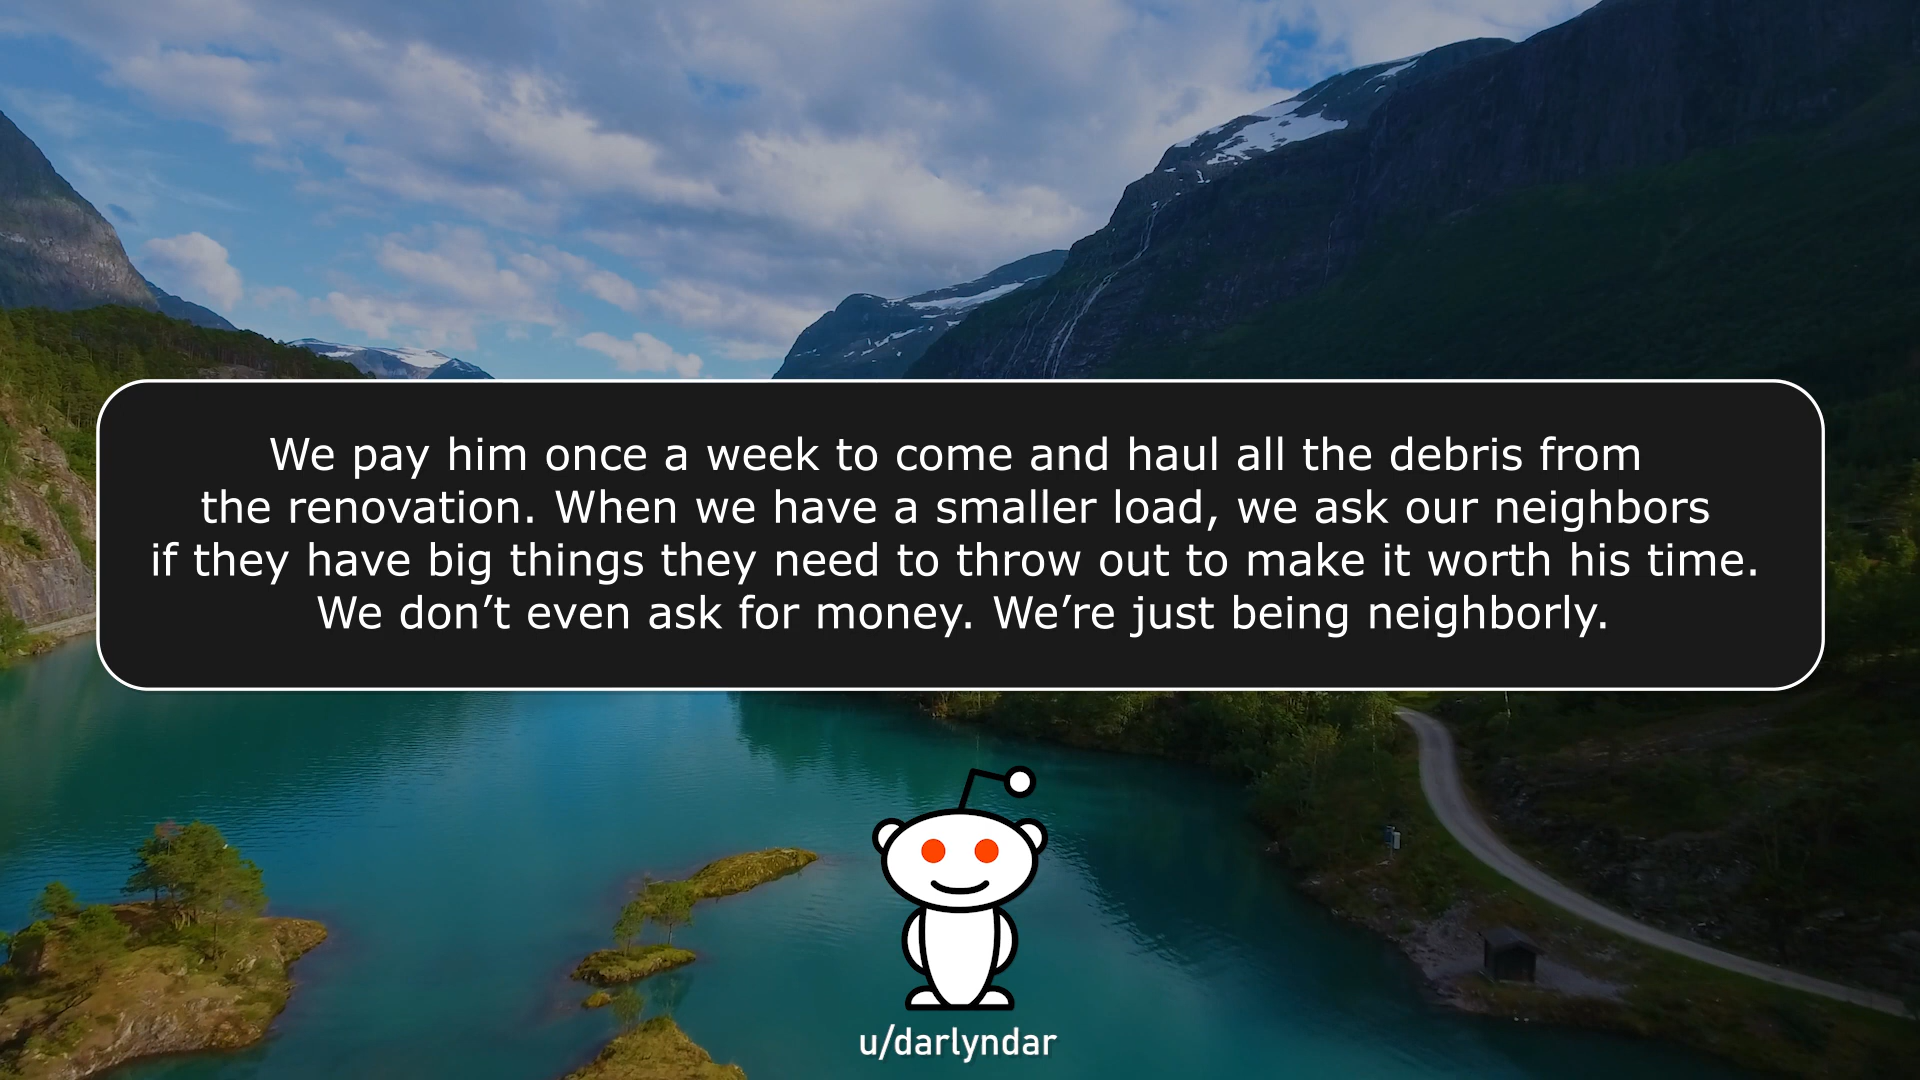 We pay him once a week to come and haul all the debris from
the renovation. When we have a smaller load, we ask our neighbors
if they have big things they need to throw out to make it worth his time.
We don’t even ask for money. We’re just being neighborly.
u/darlyndar